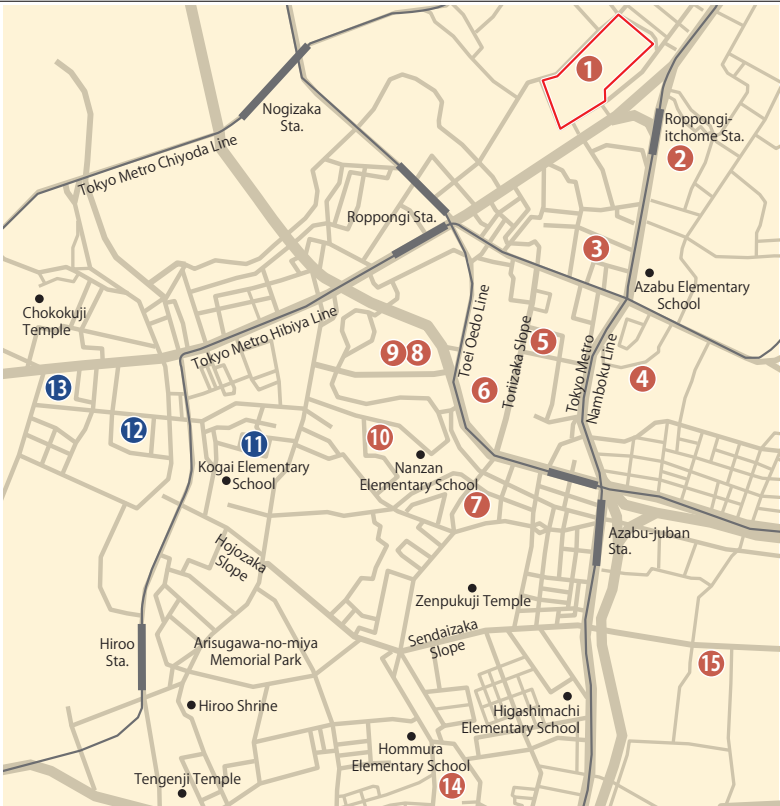 1
Nogizaka
Sta.
Roppongi-
itchome Sta.
2
Tokyo Metro Chiyoda Line
Roppongi Sta.
3
Azabu Elementary
School
Chokokuji
Temple
Tokyo Metro Hibiya Line
Toei Oedo Line
Toriizaka Slope
Tokyo Metro
Namboku Line
5
9
8
4
6
13
12
11
10
Kogai Elementary
School
Nanzan
Elementary School
7
Azabu-juban
Sta.
Hojozaka
Slope
Zenpukuji Temple
Sendaizaka
Slope
Hiroo
Sta.
Arisugawa-no-miya
Memorial Park
15
Hiroo Shrine
Higashimachi
Elementary School
Hommura
Elementary School
Tengenji Temple
14